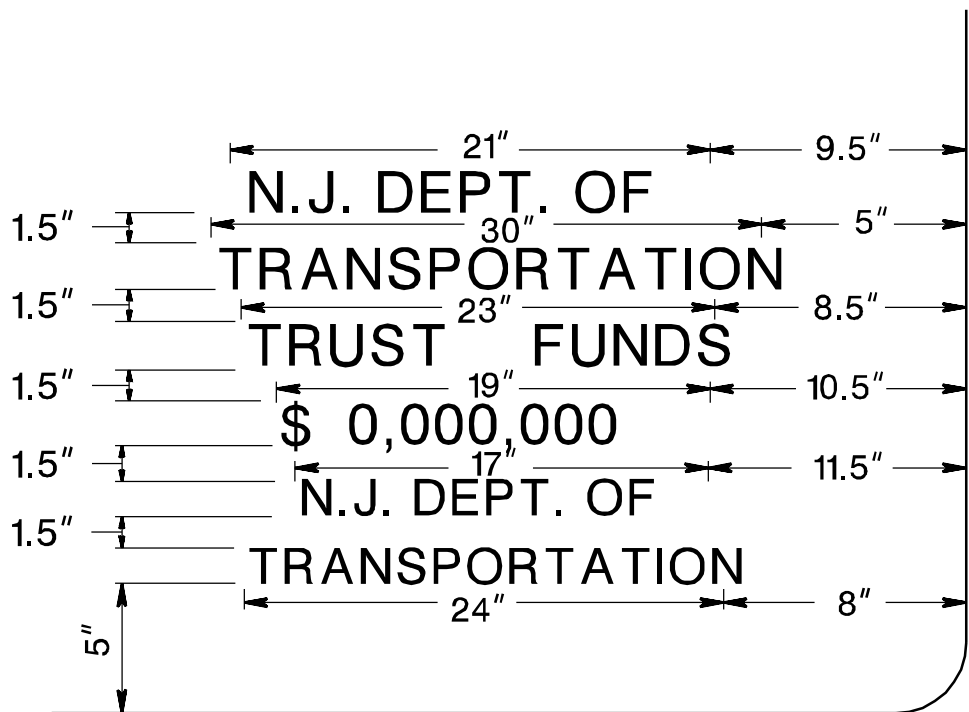 21" 9.5"
N.J. DEPT. OF
1.5" 30" 5"
TRANSPORTATION
1.5" 23" 8.5"
TRUST FUNDS
1.5" 19" 10.5"
$ 0,000,000
1.5" 17" 11.5"
N.J. DEPT. OF
1.5"
TRANSPORTATION
24" 8"
5"